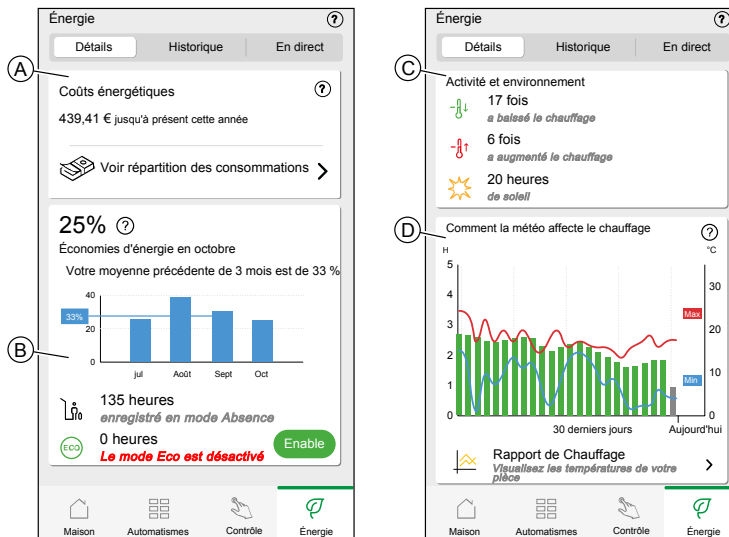 Énergie
?
Détails
Historique
En direct
A
Coûts énergétiques
?
439,41 € jusqu'à présent cette année
Voir répartition des consommations
25% ?
Économies d'énergie en octobre
Votre moyenne précédente de 3 mois est de 33 %
40
33%
20
0
jul
Août
Sept
Oct
B
135 heures
enregistré en mode Absence
ECO
0 heures
Le mode Eco est désactivé
Enable
Maison
Automatismes
Contrôle
Énergie
Énergie
?
Détails
Historique
En direct
C
Activité et environnement
17 fois
a baissé le chauffage
6 fois
a augmenté le chauffage
20 heures
de soleil
D
Comment la météo affecte le chauffage
?
H
°C
5
4
3
2
1
0
30
20
10
0
Max
Min
30 derniers jours
Aujourd'hui
Rapport de Chauffage
Visualisez les températures de votre
pièce
Maison
Automatismes
Contrôle
Énergie